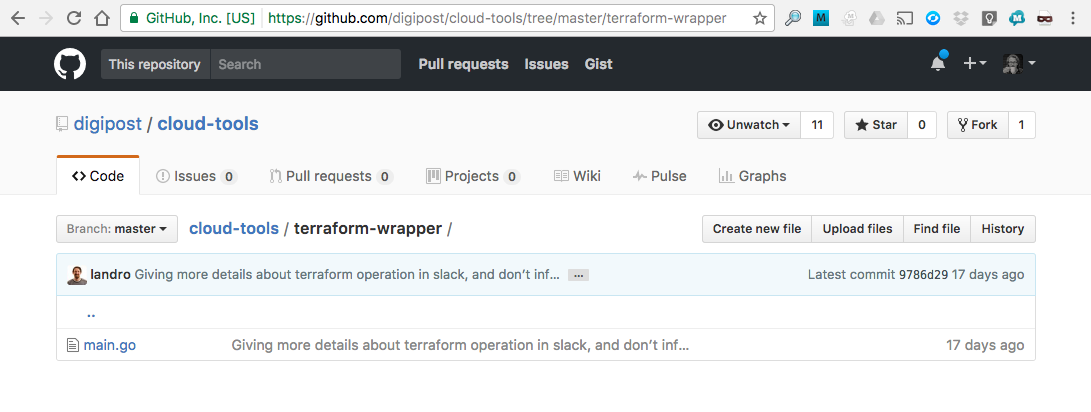 GitHub, Inc. [US] https://github.com/digipost/cloud-tools/tree/master/terraform-wrapper
This repository Search Pull requests Issues Gist
digipost / cloud-tools Unwatch 11 Star 0 Fork 1
Code Issues 0 Pull requests 0 Projects 0 Wiki Pulse Graphs
Branch: master cloud-tools / terraform-wrapper / Create new file Upload files Find file History
landro Giving more details about terraform operation in slack, and don’t inf… … Latest commit 9786d29 17 days ago
..
main.go Giving more details about terraform operation in slack, and don’t inf… 17 days ago